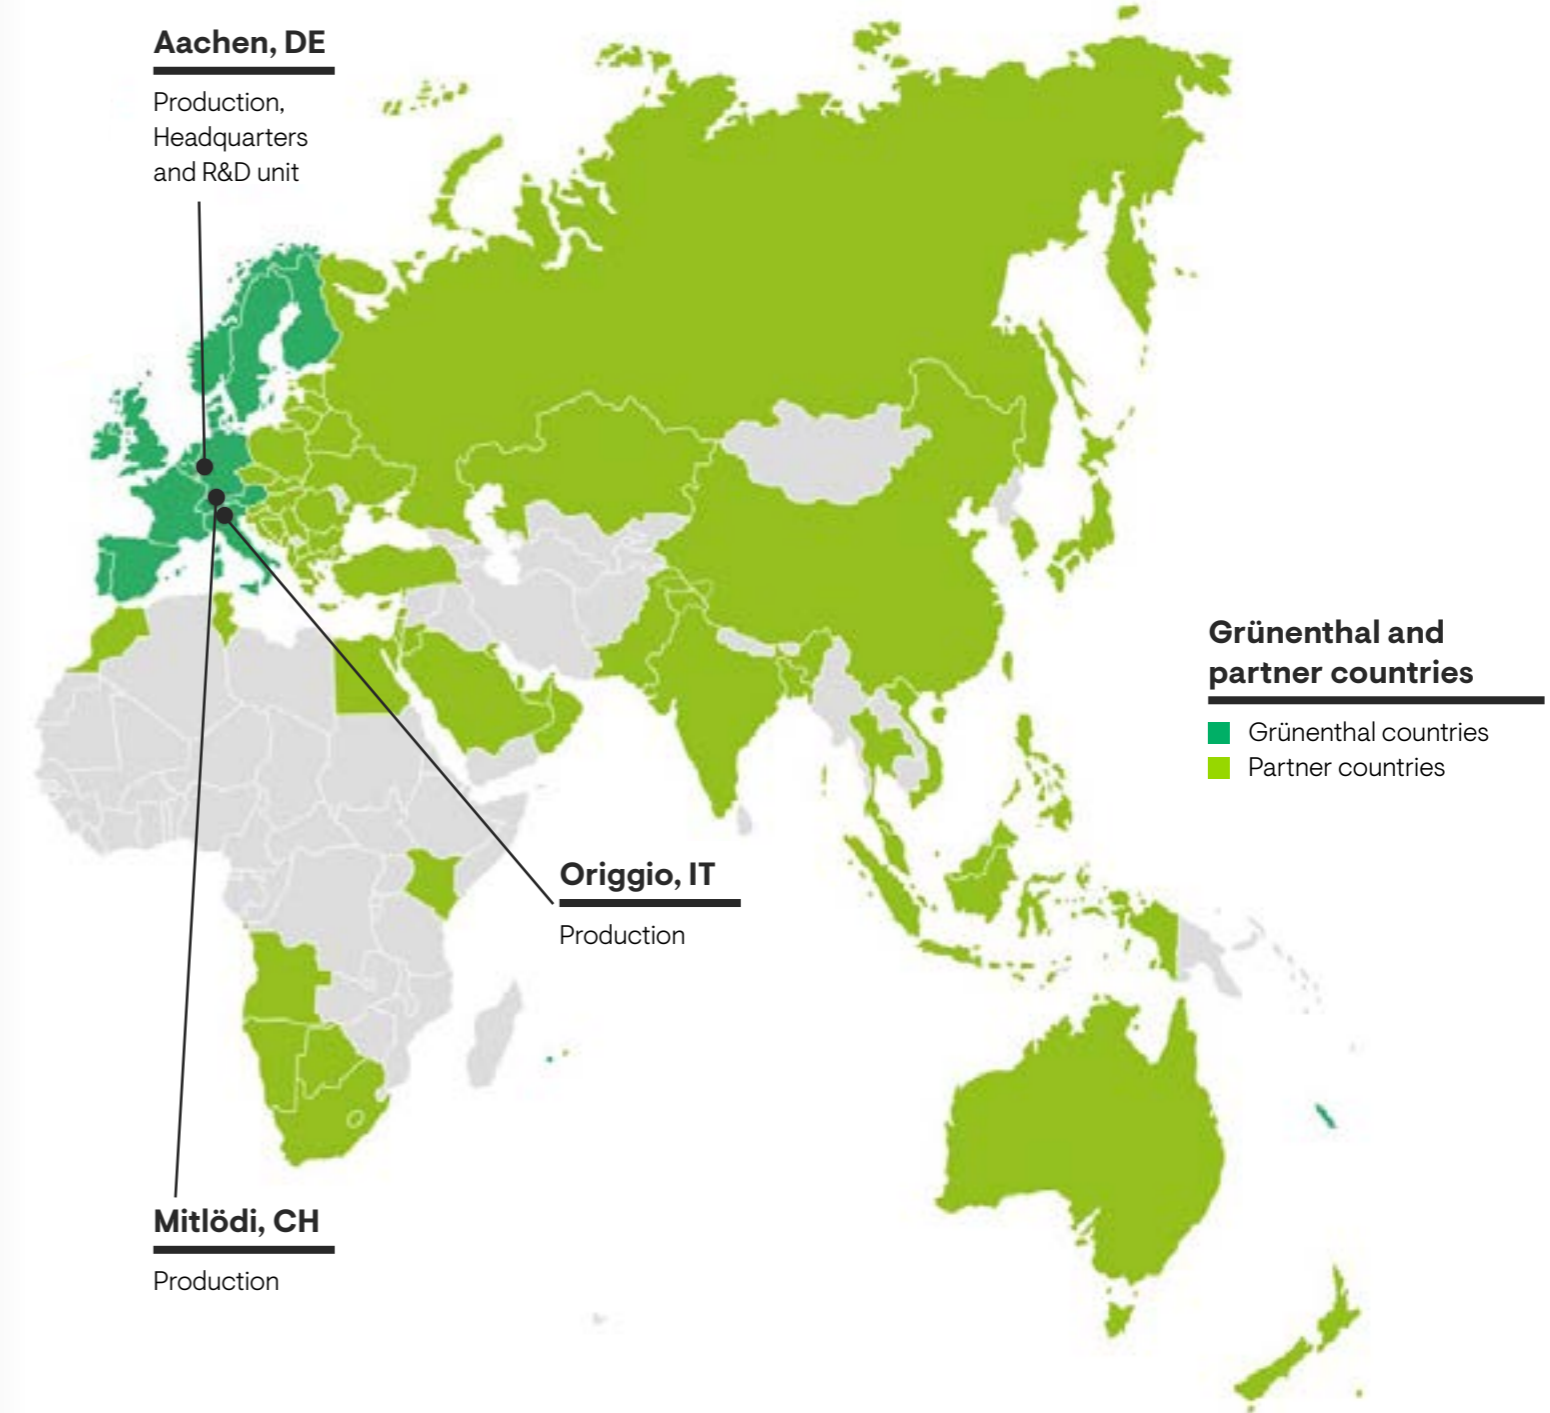 Aachen, DE
Production,
Headquarters
and R&D unit
Grünenthal and
partner countries
Grünenthal countries
Partner countries
Origgio, IT
Production
Mitlödi, CH
Production